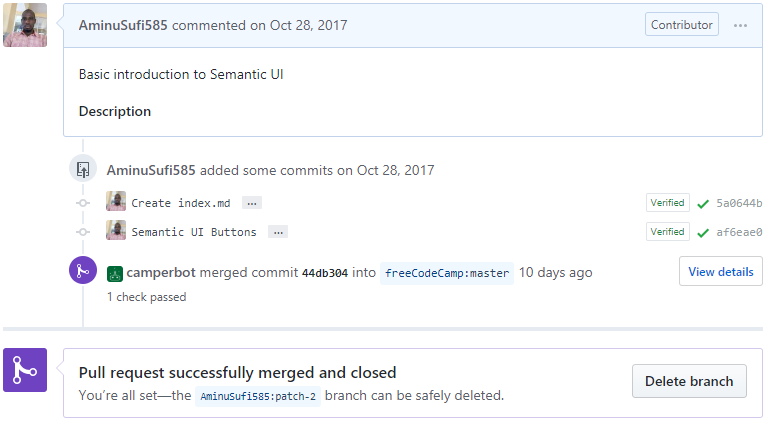 AminuSufi585 commented on Oct 28, 2017 Contributor ...
Basic introduction to Semantic UI
Description
AminuSufi585 added some commits on Oct 28, 2017
Create index.md ... Verified 5a0644b
Semantic UI Buttons ... Verified af6eae0
camperbot merged commit 44db304 into freeCodeCamp:master 10 days ago View details
1 check passed
Pull request successfully merged and closed
You’re all set—the AminuSufi585:patch-2 branch can be safely deleted. Delete branch